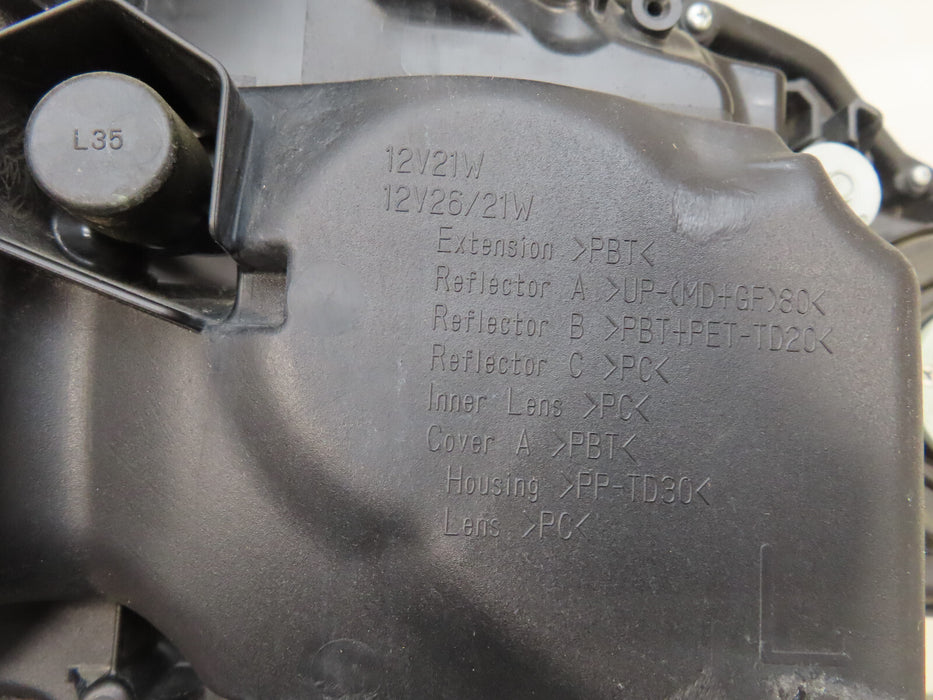 L35
12V21W
12V26/21W
Extension >PBT<
Reflector A >UP-(MD+GF)80<
Reflector B >PBT+PET-TD20<
Reflector C >PC<
Inner Lens >PC<
Cover A >PBT<
Housing >PP-TD30<
Lens >PC<